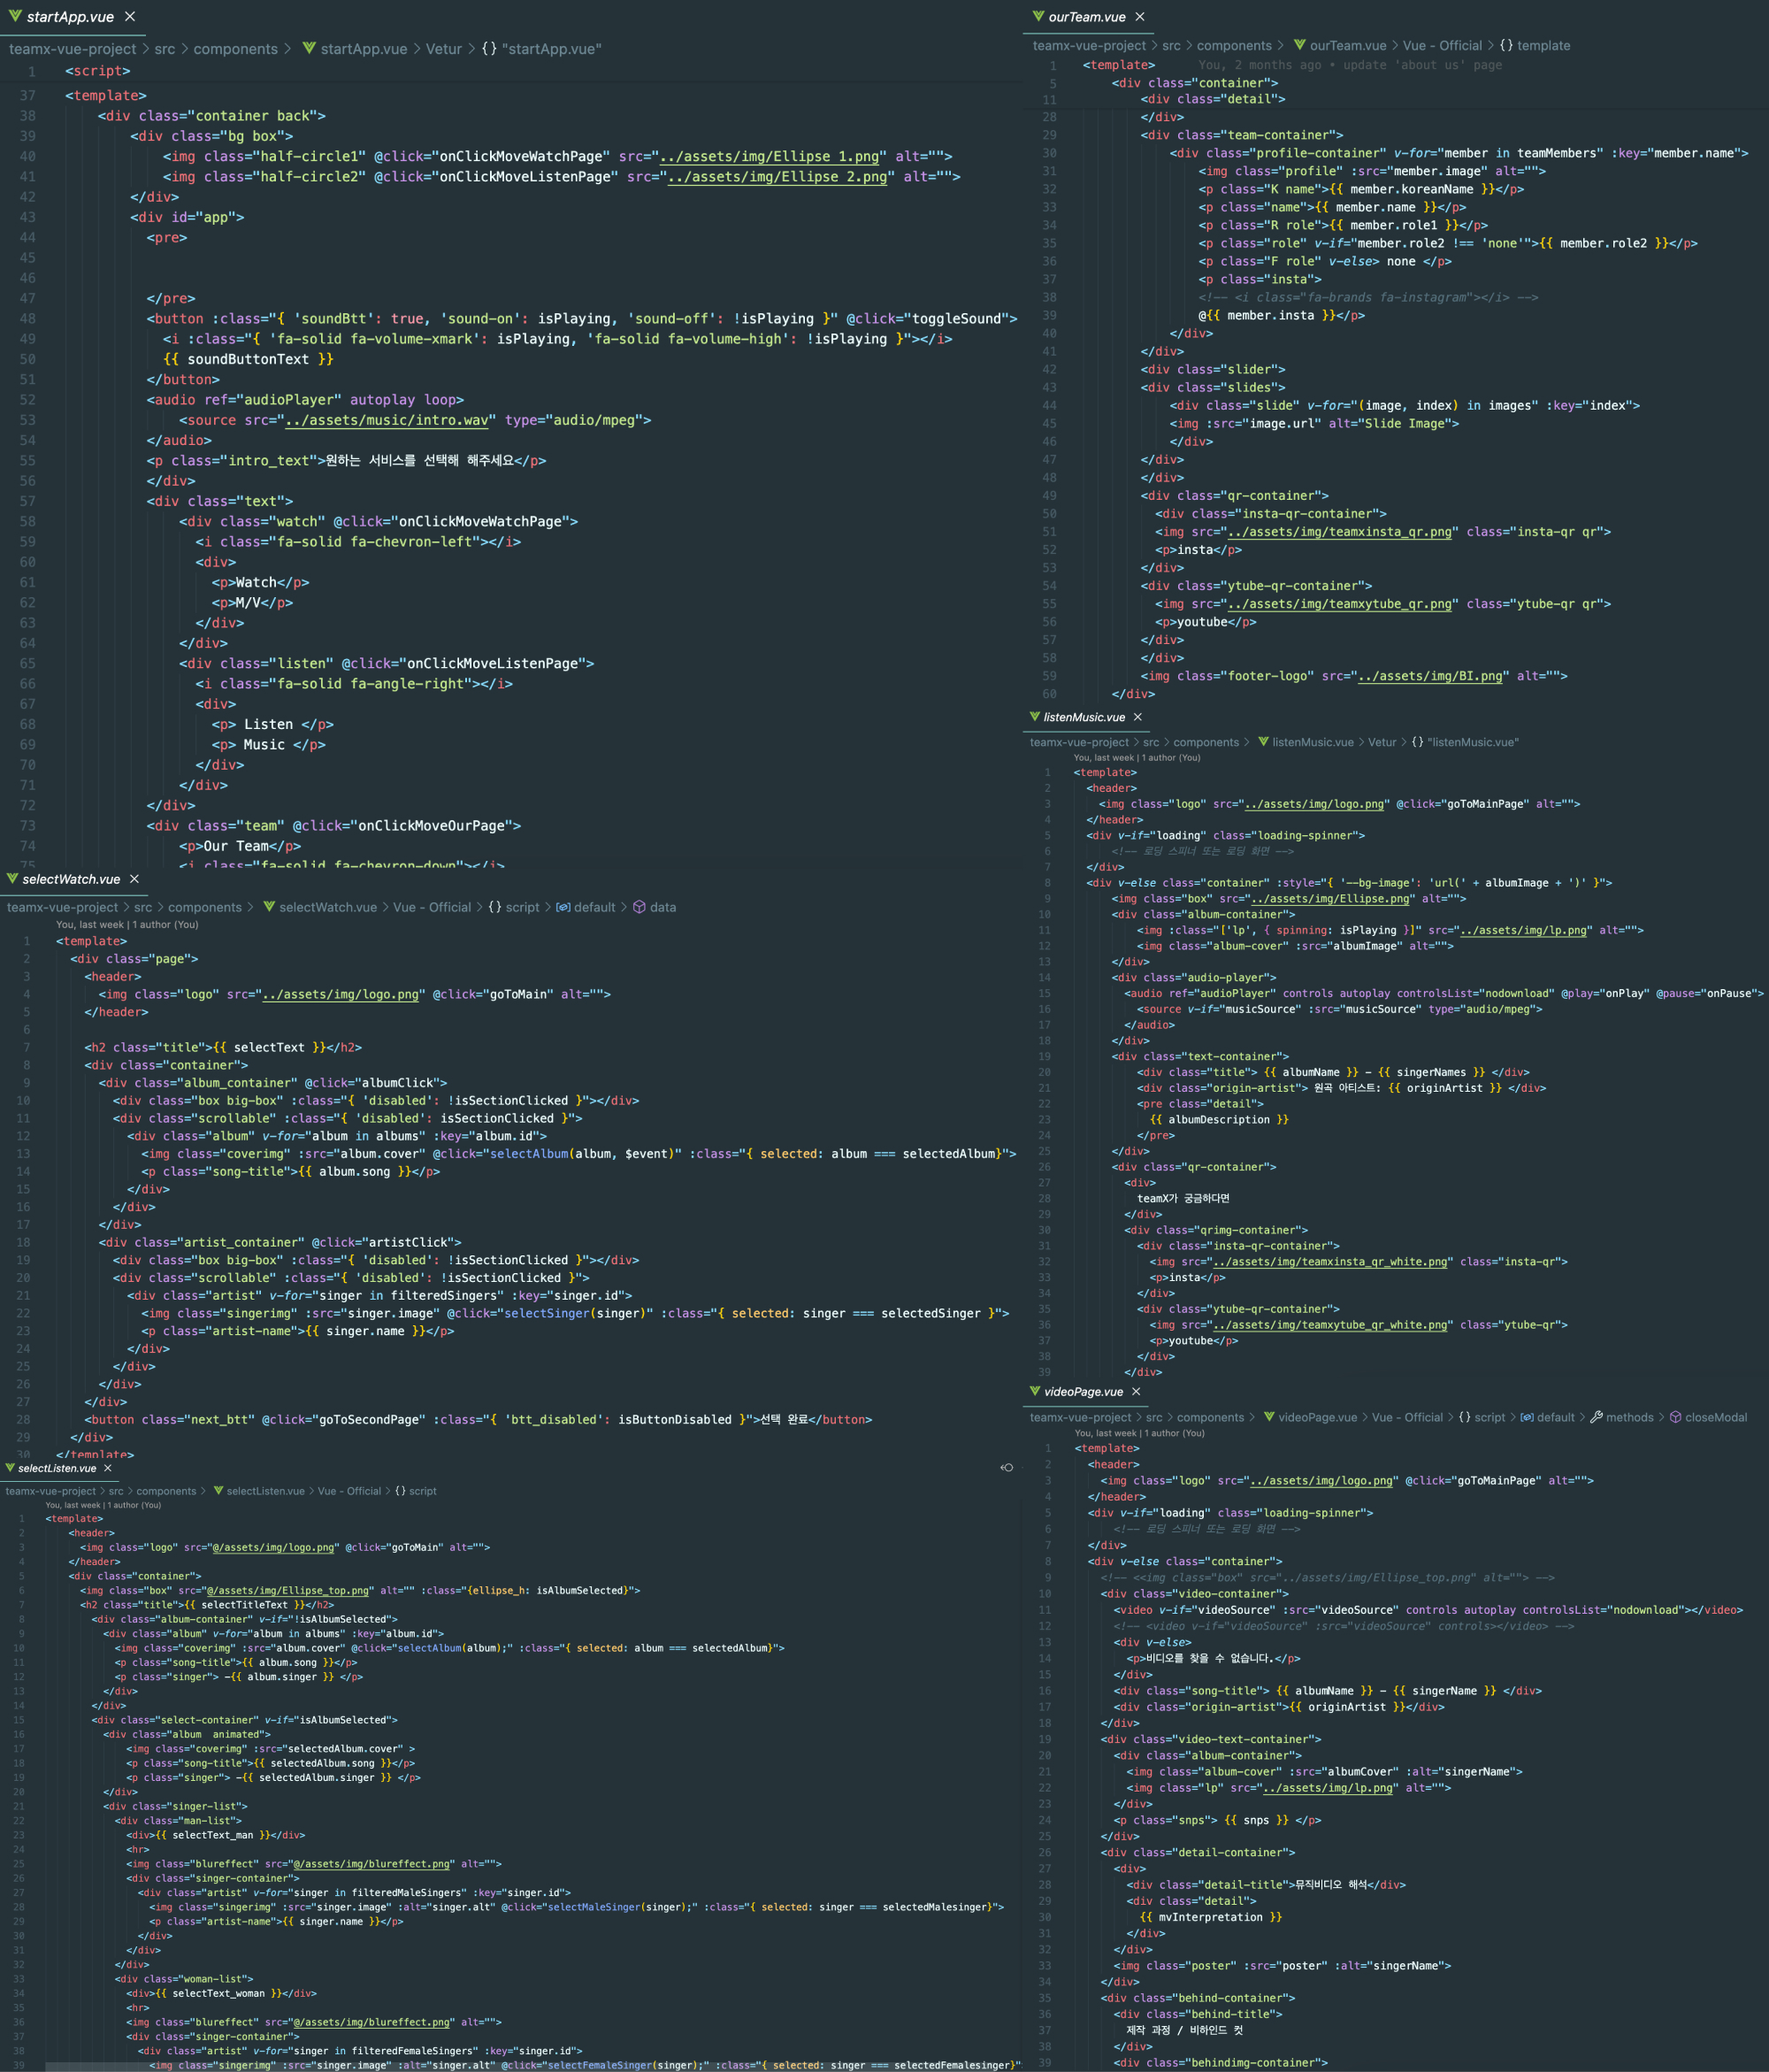 startApp.vue ×
teamx-vue-project > src > components > startApp.vue > Vetur > {} "startApp.vue"
1 <script>
37 <template>
38 <div class="container back">
39 <div class="bg box">
40 <img class="half-circle1" @click="onClickMoveWatchPage" src="../assets/img/Ellipse 1.png" alt="">
41 <img class="half-circle2" @click="onClickMoveListenPage" src="../assets/img/Ellipse 2.png" alt="">
42 </div>
43 <div id="app">
44 <pre>
45
46
47 </pre>
48 <button :class="{ 'soundBtt': true, 'sound-on': isPlaying, 'sound-off': !isPlaying }" @click="toggleSound">
49 <i :class="{ 'fa-solid fa-volume-xmark': isPlaying, 'fa-solid fa-volume-high': !isPlaying }"></i>
50 {{ soundButtonText }}
51 </button>
52 <audio ref="audioPlayer" autoplay loop>
53 <source src="../assets/music/intro.wav" type="audio/mpeg">
54 </audio>
55 <p class="intro_text">원하는 서비스를 선택해 해주세요</p>
56 </div>
57 <div class="text">
58 <div class="watch" @click="onClickMoveWatchPage">
59 <i class="fa-solid fa-chevron-left"></i>
60 <div>
61 <p>Watch</p>
62 <p>M/V</p>
63 </div>
64 </div>
65 <div class="listen" @click="onClickMoveListenPage">
66 <i class="fa-solid fa-angle-right"></i>
67 <div>
68 <p> Listen </p>
69 <p> Music </p>
70 </div>
71 </div>
72 </div>
73 <div class="team" @click="onClickMoveOurPage">
74 <p>Our Team</p>
75 <i class="fa-solid fa-chevron-down"></i>
selectWatch.vue ×
teamx-vue-project > src > components > selectWatch.vue > Vue - Official > {} script > default > data
You, last week | 1 author (You)
1 <template>
2 <div class="page">
3 <header>
4 <img class="logo" src="../assets/img/logo.png" @click="goToMain" alt="">
5 </header>
6
7 <h2 class="title">{{ selectText }}</h2>
8 <div class="container">
9 <div class="album_container" @click="albumClick">
10 <div class="box big-box" :class="{ 'disabled': !isSectionClicked }"></div>
11 <div class="scrollable" :class="{ 'disabled': isSectionClicked }">
12 <div class="album" v-for="album in albums" :key="album.id">
13 <img class="coverimg" :src="album.cover" @click="selectAlbum(album, $event)" :class="{ selected: album === selectedAlbum}">
14 <p class="song-title">{{ album.song }}</p>
15 </div>
16 </div>
17 </div>
18 <div class="artist_container" @click="artistClick">
19 <div class="box big-box" :class="{ 'disabled': !isSectionClicked }"></div>
20 <div class="scrollable" :class="{ 'disabled': !isSectionClicked }">
21 <div class="artist" v-for="singer in filteredSingers" :key="singer.id">
22 <img class="singerimg" :src="singer.image" @click="selectSinger(singer)" :class="{ selected: singer === selectedSinger }">
23 <p class="artist-name">{{ singer.name }}</p>
24 </div>
25 </div>
26 </div>
27 </div>
28 <button class="next_btt" @click="goToSecondPage" :class="{ 'btt_disabled': isButtonDisabled }">선택 완료</button>
29 </div>
30 </template>
selectListen.vue ×
teamx-vue-project > src > components > selectListen.vue > Vue - Official > {} script
You, last week | 1 author (You)
1 <template>
2 <header>
3 <img class="logo" src="@/assets/img/logo.png" @click="goToMain" alt="">
4 </header>
5 <div class="container">
6 <img class="box" src="@/assets/img/Ellipse_top.png" alt="" :class="{ellipse_h: isAlbumSelected}">
7 <h2 class="title">{{ selectTitleText }}</h2>
8 <div class="album-container" v-if="!isAlbumSelected">
9 <div class="album" v-for="album in albums" :key="album.id">
10 <img class="coverimg" :src="album.cover" @click="selectAlbum(album);" :class="{ selected: album === selectedAlbum}">
11 <p class="song-title">{{ album.song }}</p>
12 <p class="singer"> -{{ album.singer }} </p>
13 </div>
14 </div>
15 <div class="select-container" v-if="isAlbumSelected">
16 <div class="album  animated">
17 <img class="coverimg" :src="selectedAlbum.cover" >
18 <p class="song-title">{{ selectedAlbum.song }}</p>
19 <p class="singer"> -{{ selectedAlbum.singer }} </p>
20 </div>
21 <div class="singer-list">
22 <div class="man-list">
23 <div>{{ selectText_man }}</div>
24 <hr>
25 <img class="blureffect" src="@/assets/img/blureffect.png" alt="">
26 <div class="singer-container">
27 <div class="artist" v-for="singer in filteredMaleSingers" :key="singer.id">
28 <img class="singerimg" :src="singer.image" :alt="singer.alt" @click="selectMaleSinger(singer);" :class="{ selected: singer === selectedMalesinger}">
29 <p class="artist-name">{{ singer.name }}</p>
30 </div>
31 </div>
32 </div>
33 <div class="woman-list">
34 <div>{{ selectText_woman }}</div>
35 <hr>
36 <img class="blureffect" src="@/assets/img/blureffect.png" alt="">
37 <div class="singer-container">
38 <div class="artist" v-for="singer in filteredFemaleSingers" :key="singer.id">
39 <img class="singerimg" :src="singer.image" :alt="singer.alt" @click="selectFemaleSinger(singer);" :class="{ selected: singer === selectedFemalesinger}"
ourTeam.vue ×
teamx-vue-project > src > components > ourTeam.vue > Vue - Official > {} template
1 <template> You, 2 months ago • update 'about us' page
5 <div class="container">
11 <div class="detail">
28 </div>
29 <div class="team-container">
30 <div class="profile-container" v-for="member in teamMembers" :key="member.name">
31 <img class="profile" :src="member.image" alt="">
32 <p class="K name">{{ member.koreanName }}</p>
33 <p class="name">{{ member.name }}</p>
34 <p class="R role">{{ member.role1 }}</p>
35 <p class="role" v-if="member.role2 !== 'none'">{{ member.role2 }}</p>
36 <p class="F role" v-else> none </p>
37 <p class="insta">
38 <!-- <i class="fa-brands fa-instagram"></i> -->
39 @{{ member.insta }}</p>
40 </div>
41 </div>
42 <div class="slider">
43 <div class="slides">
44 <div class="slide" v-for="(image, index) in images" :key="index">
45 <img :src="image.url" alt="Slide Image">
46 </div>
47 </div>
48 </div>
49 <div class="qr-container">
50 <div class="insta-qr-container">
51 <img src="../assets/img/teamxinsta_qr.png" class="insta-qr qr">
52 <p>insta</p>
53 </div>
54 <div class="ytube-qr-container">
55 <img src="../assets/img/teamxytube_qr.png" class="ytube-qr qr">
56 <p>youtube</p>
57 </div>
58 </div>
59 <img class="footer-logo" src="../assets/img/BI.png" alt="">
60 </div>
listenMusic.vue ×
teamx-vue-project > src > components > listenMusic.vue > Vetur > {} "listenMusic.vue"
You, last week | 1 author (You)
1 <template>
2 <header>
3 <img class="logo" src="../assets/img/logo.png" @click="goToMainPage" alt="">
4 </header>
5 <div v-if="loading" class="loading-spinner">
6 <!-- 로딩 스피너 또는 로딩 화면 -->
7 </div>
8 <div v-else class="container" :style="{ '--bg-image': 'url(' + albumImage + ')' }">
9 <img class="box" src="../assets/img/Ellipse.png" alt="">
10 <div class="album-container">
11 <img :class="['lp', { spinning: isPlaying }]" src="../assets/img/lp.png" alt="">
12 <img class="album-cover" :src="albumImage" alt="">
13 </div>
14 <div class="audio-player">
15 <audio ref="audioPlayer" controls autoplay controlsList="nodownload" @play="onPlay" @pause="onPause">
16 <source v-if="musicSource" :src="musicSource" type="audio/mpeg">
17 </audio>
18 </div>
19 <div class="text-container">
20 <div class="title"> {{ albumName }} - {{ singerNames }} </div>
21 <div class="origin-artist"> 원곡 아티스트: {{ originArtist }} </div>
22 <pre class="detail">
23 {{ albumDescription }}
24 </pre>
25 </div>
26 <div class="qr-container">
27 <div>
28 teamX가 궁금하다면
29 </div>
30 <div class="qrimg-container">
31 <div class="insta-qr-container">
32 <img src="../assets/img/teamxinsta_qr_white.png" class="insta-qr">
33 <p>insta</p>
34 </div>
35 <div class="ytube-qr-container">
36 <img src="../assets/img/teamxytube_qr_white.png" class="ytube-qr">
37 <p>youtube</p>
38 </div>
39 </div>
videoPage.vue ×
teamx-vue-project > src > components > videoPage.vue > Vue - Official > {} script > default > methods > closeModal
You, last week | 1 author (You)
1 <template>
2 <header>
3 <img class="logo" src="../assets/img/logo.png" @click="goToMainPage" alt="">
4 </header>
5 <div v-if="loading" class="loading-spinner">
6 <!-- 로딩 스피너 또는 로딩 화면 -->
7 </div>
8 <div v-else class="container">
9 <!-- <<img class="box" src="../assets/img/Ellipse_top.png" alt=""> -->
10 <div class="video-container">
11 <video v-if="videoSource" :src="videoSource" controls autoplay controlsList="nodownload"></video>
12 <!-- <video v-if="videoSource" :src="videoSource" controls></video> -->
13 <div v-else>
14 <p>비디오를 찾을 수 없습니다.</p>
15 </div>
16 <div class="song-title"> {{ albumName }} - {{ singerName }} </div>
17 <div class="origin-artist">{{ originArtist }}</div>
18 </div>
19 <div class="video-text-container">
20 <div class="album-container">
21 <img class="album-cover" :src="albumCover" :alt="singerName">
22 <img class="lp" src="../assets/img/lp.png" alt="">
23 </div>
24 <p class="snps"> {{ snps }} </p>
25 </div>
26 <div class="detail-container">
27 <div>
28 <div class="detail-title">뮤직비디오 해석</div>
29 <div class="detail">
30 {{ mvInterpretation }}
31 </div>
32 </div>
33 <img class="poster" :src="poster" :alt="singerName">
34 </div>
35 <div class="behind-container">
36 <div class="behind-title">
37 제작 과정 / 비하인드 컷
38 </div>
39 <div class="behindimg-container">